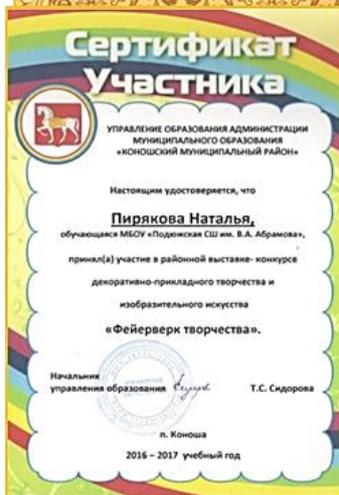 Сертификат
Участника
УПРАВЛЕНИЕ ОБРАЗОВАНИЯ АДМИНИСТРАЦИИ
МУНИЦИПАЛЬНОГО ОБРАЗОВАНИЯ
«КОНОШСКИЙ МУНИЦИПАЛЬНЫЙ РАЙОН»
Настоящим удостоверяется, что
Пирякова Наталья,
обучающаяся МБОУ «Подюжская СШ им. В.А. Абрамова»,
принял(а) участие в районной выставке- конкурсе
декоративно-прикладного творчества и
изобразительного искусства
«Фейерверк творчества».
Начальник
управления образования
Т.С. Сидорова
п. Коноша
2016 – 2017 учебный год